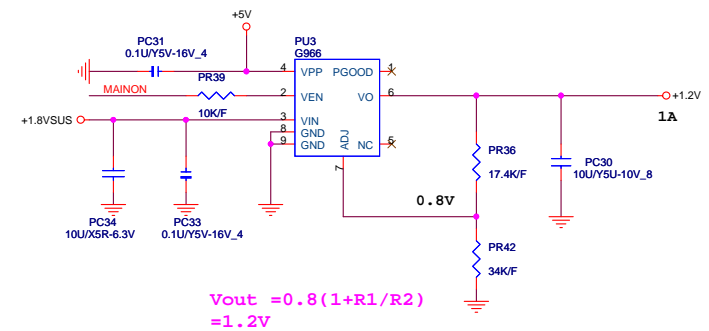 +5V
PC31
0.1U/Y5V-16V_4
PU3
G966
4
VPP
PGOOD
1
PR39
MAINON
2
VEN
VO
6
+1.2V
10K/F
1A
+1.8VSUS
3
VIN
8
GND
9
GND
ADJ
NC
5
7
PR36
17.4K/F
PC30
10U/Y5U-10V_8
0.8V
PC34
10U/X5R-6.3V
PC33
0.1U/Y5V-16V_4
PR42
34K/F
Vout =0.8(1+R1/R2)
=1.2V